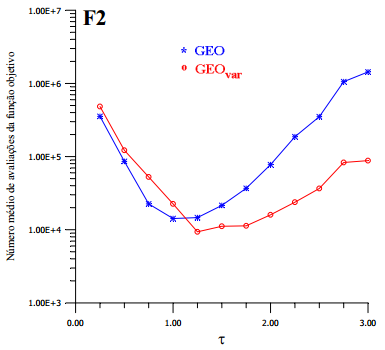 F2
GEO
GEOvar
Número médio de avaliações da função objetivo
1.00E+7
1.00E+6
1.00E+5
1.00E+4
1.00E+3
0.00 1.00 2.00 3.00
τ